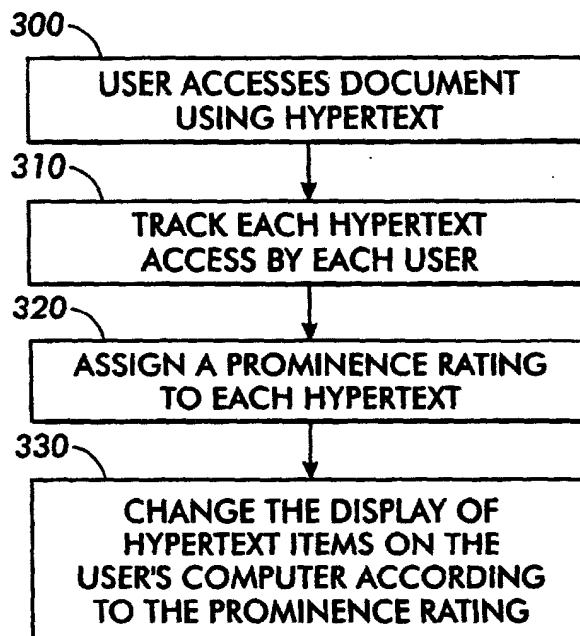 300
USER ACCESSES DOCUMENT
USING HYPERTEXT
310
TRACK EACH HYPERTEXT
ACCESS BY EACH USER
320
ASSIGN A PROMINENCE RATING
TO EACH HYPERTEXT
330
CHANGE THE DISPLAY OF
HYPERTEXT ITEMS ON THE
USER'S COMPUTER ACCORDING
TO THE PROMINENCE RATING